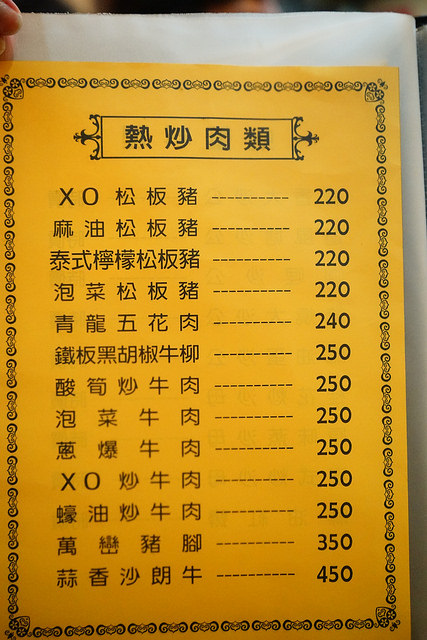 熱炒肉類
XO松板豬 ---------- 220
麻油松板豬 ---------- 220
泰式檸檬松板豬 ---------- 220
泡菜松板豬 ---------- 220
青龍五花肉 ---------- 240
鐵板黑胡椒牛柳 ---------- 250
酸筍炒牛肉 ---------- 250
泡菜牛肉 ---------- 250
蔥爆牛肉 ---------- 250
XO炒牛肉 ---------- 250
蠔油炒牛肉 ---------- 250
萬巒豬腳 ---------- 350
蒜香沙朗牛 ---------- 450